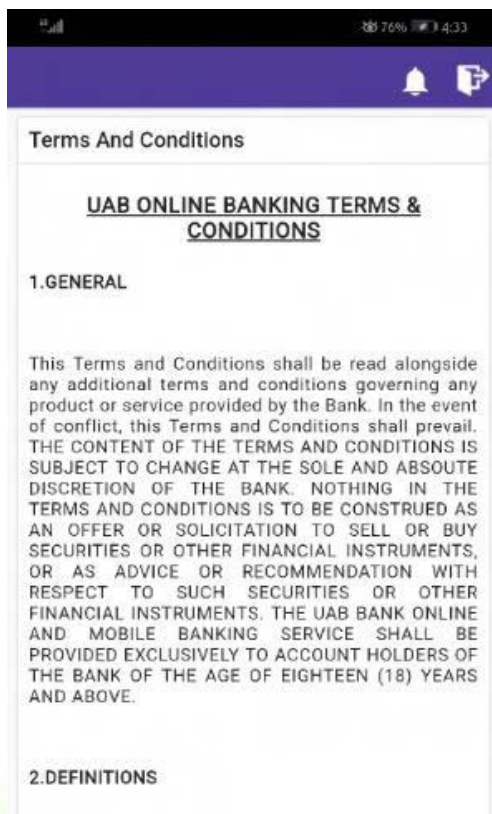 76% 4:33
Terms And Conditions
UAB ONLINE BANKING TERMS &
CONDITIONS
1.GENERAL
This Terms and Conditions shall be read alongside
any additional terms and conditions governing any
product or service provided by the Bank. In the event
of conflict, this Terms and Conditions shall prevail.
THE CONTENT OF THE TERMS AND CONDITIONS IS
SUBJECT TO CHANGE AT THE SOLE AND ABSOUTE
DISCRETION OF THE BANK. NOTHING IN THE
TERMS AND CONDITIONS IS TO BE CONSTRUED AS
AN OFFER OR SOLICITATION TO SELL OR BUY
SECURITIES OR OTHER FINANCIAL INSTRUMENTS,
OR AS ADVICE OR RECOMMENDATION WITH
RESPECT TO SUCH SECURITIES OR OTHER
FINANCIAL INSTRUMENTS. THE UAB BANK ONLINE
AND MOBILE BANKING SERVICE SHALL BE
PROVIDED EXCLUSIVELY TO ACCOUNT HOLDERS OF
THE BANK OF THE AGE OF EIGHTEEN (18) YEARS
AND ABOVE.
2.DEFINITIONS